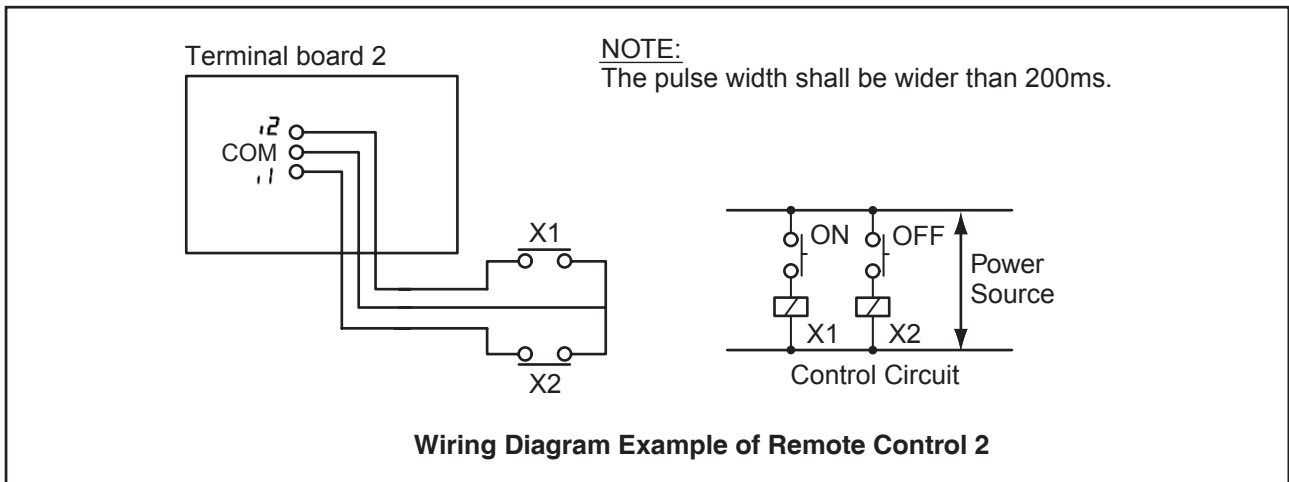 Terminal board 2
NOTE:
The pulse width shall be wider than 200ms.
i2
COM
i1
X1
X2
ON
OFF
Power
Source
X1
X2
Control Circuit
Wiring Diagram Example of Remote Control 2